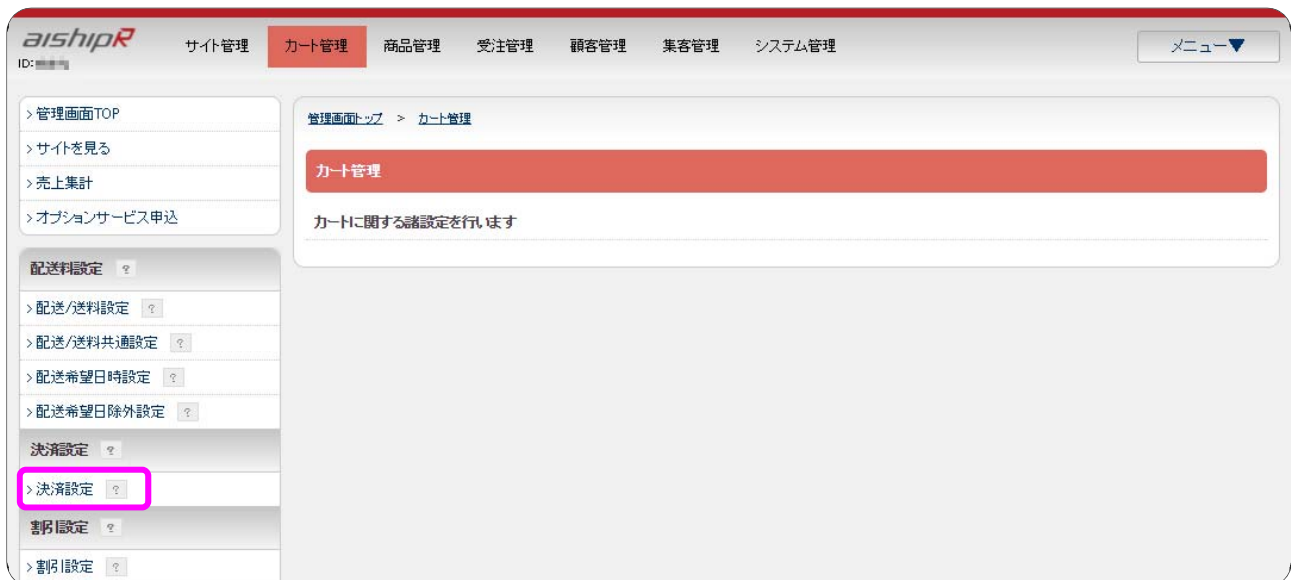 aishipR
サイト管理 カート管理 商品管理 受注管理 顧客管理 集客管理 システム管理 メニュー▼
ID:
>管理画面TOP
>サイトを見る
>売上集計
>オプションサービス申込
配送料設定 ?
>配送/送料設定 ?
>配送/送料共通設定 ?
>配送希望日時設定 ?
>配送希望日除外設定 ?
決済設定 ?
>決済設定 ?
割引設定 ?
>割引設定 ?
管理画面トップ > カート管理
カート管理
カートに関する諸設定を行います